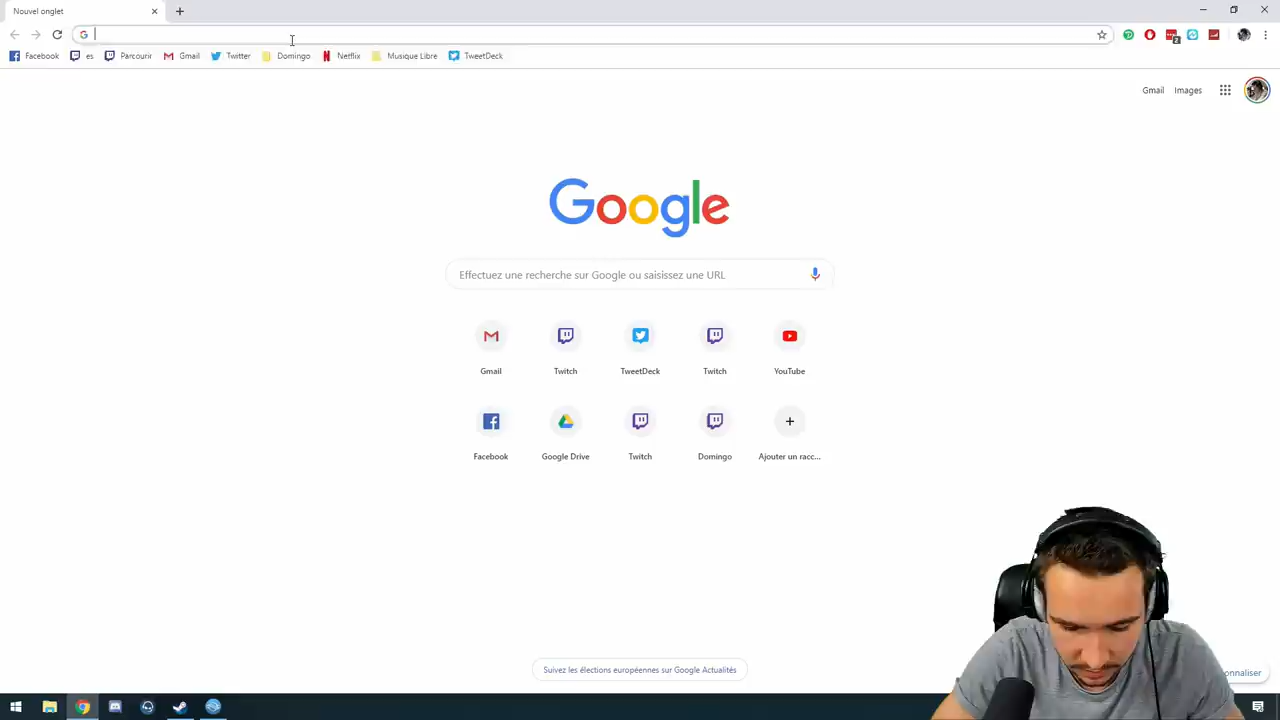 Nouvel onglet
Facebook es Parcourir Gmail Twitter Domingo Netflix Musique Libre TweetDeck
Gmail Images
Google
Effectuez une recherche sur Google ou saisissez une URL
Gmail Twitch TweetDeck Twitch YouTube
Facebook Google Drive Twitch Domingo Ajouter un racc...
Suivez les élections européennes sur Google Actualités
onnaliser